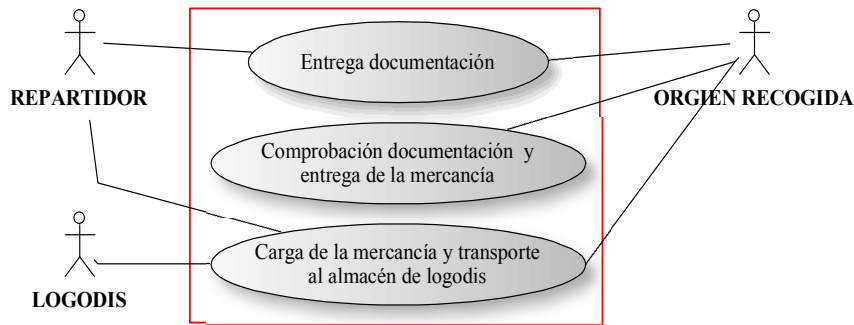 Entrega documentación
REPARTIDOR
ORGIEN RECOGIDA
Comprobación documentación y
entrega de la mercancía
Carga de la mercancía y transporte
al almacén de logodis
LOGODIS